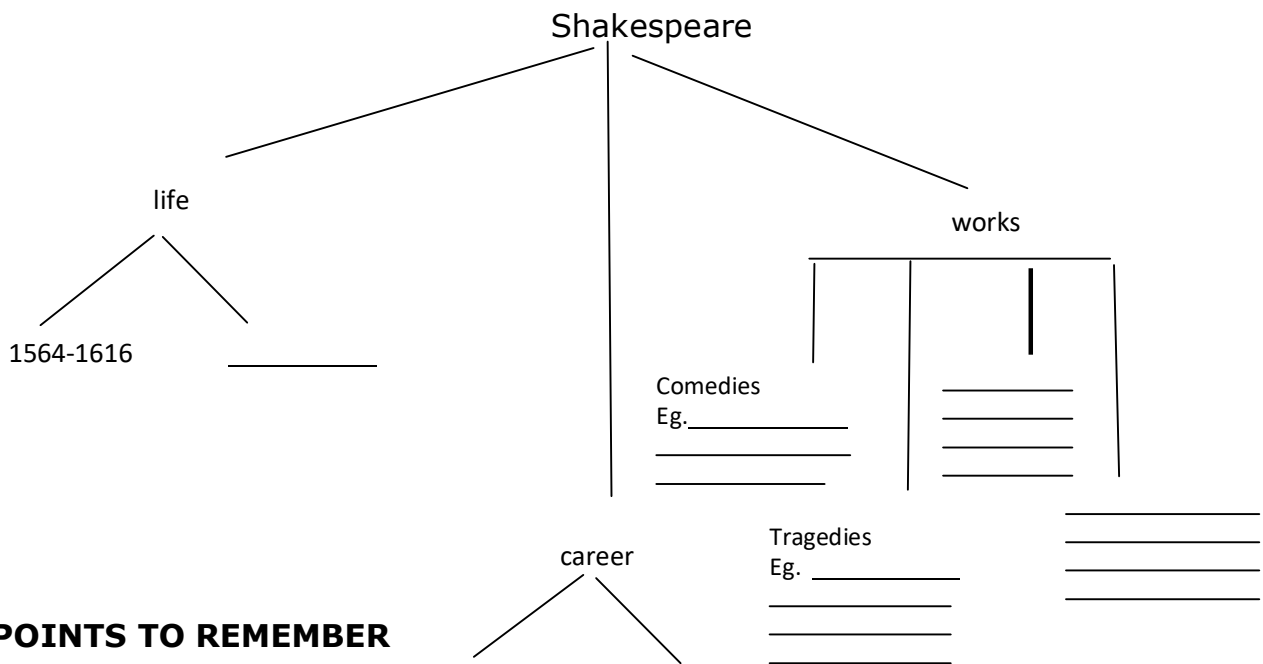 Shakespeare
life
works
1564-1616
Comedies
Eg.
Tragedies
Eg.
career
POINTS TO REMEMBER